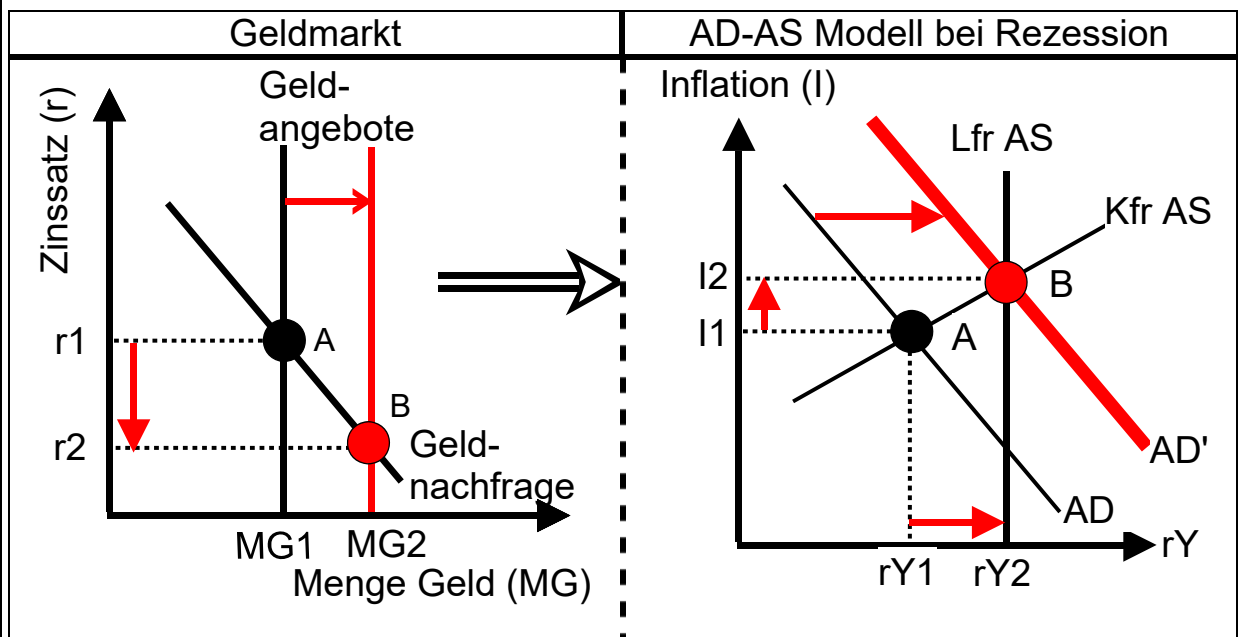 Geldmarkt
AD-AS Modell bei Rezession
Zinssatz (r)
Geld-
angebote
r1
A
B
r2
Geld-
nachfrage
MG1
MG2
Menge Geld (MG)
Inflation (I)
Lfr AS
Kfr AS
I2
B
I1
A
AD'
AD
rY
rY1
rY2